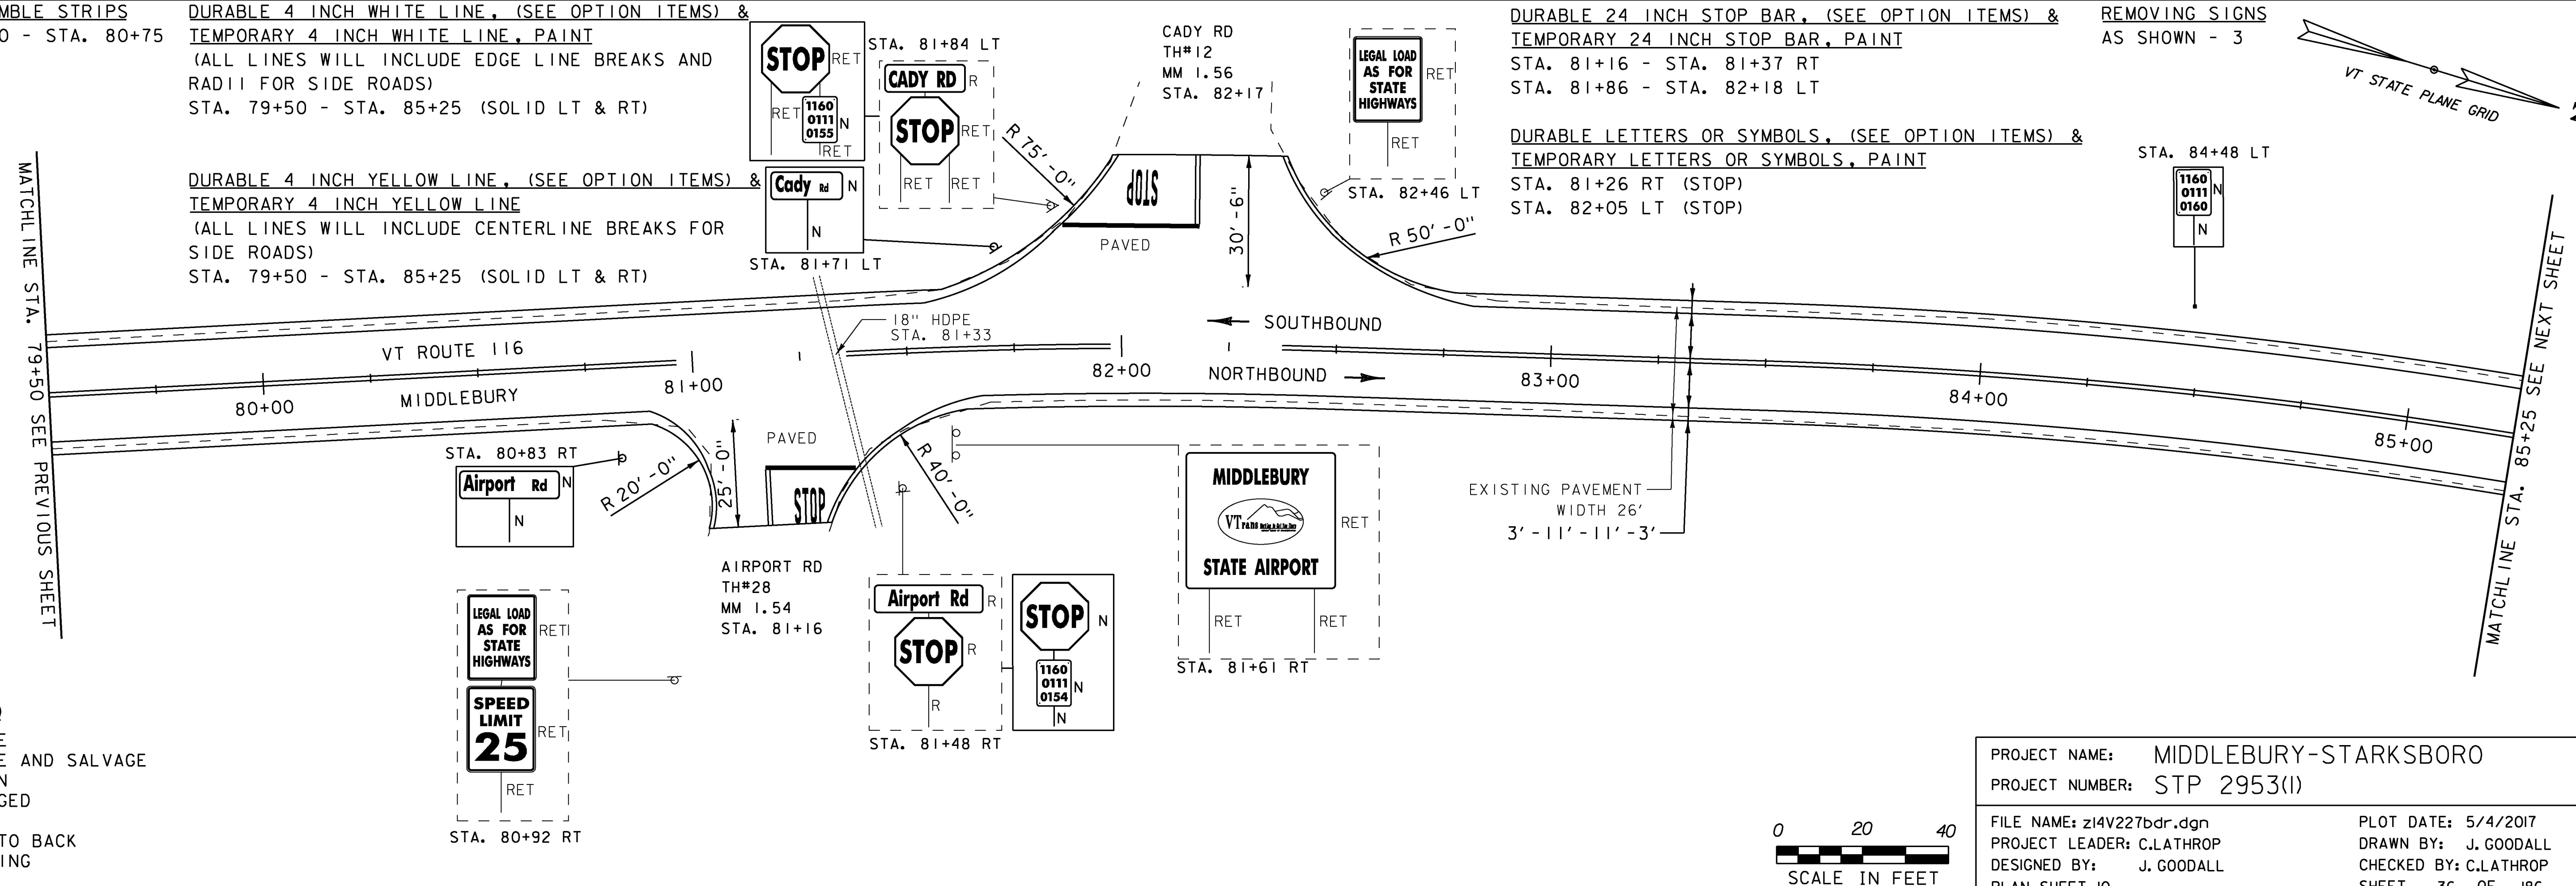 MBLE STRIPS
0 - STA. 80+75
DURABLE 4 INCH WHITE LINE, (SEE OPTION ITEMS) &
TEMPORARY 4 INCH WHITE LINE, PAINT
(ALL LINES WILL INCLUDE EDGE LINE BREAKS AND
RADII FOR SIDE ROADS)
STA. 79+50 - STA. 85+25 (SOLID LT & RT)
DURABLE 4 INCH YELLOW LINE, (SEE OPTION ITEMS) &
TEMPORARY 4 INCH YELLOW LINE
(ALL LINES WILL INCLUDE CENTERLINE BREAKS FOR
SIDE ROADS)
STA. 79+50 - STA. 85+25 (SOLID LT & RT)
STOP RET
RET
1160
0111
0155
N
RET
STA. 81+84 LT
CADY RD R
STOP RET
RET RET
Cady Rd N
N
STA. 81+71 LT
R 75'-0"
CADY RD
TH#12
MM 1.56
STA. 82+17
STOP
PAVED
30'-6"
LEGAL LOAD
AS FOR
STATE
HIGHWAYS
RET
RET
STA. 82+46 LT
R 50'-0"
DURABLE 24 INCH STOP BAR, (SEE OPTION ITEMS) &
TEMPORARY 24 INCH STOP BAR, PAINT
STA. 81+16 - STA. 81+37 RT
STA. 81+86 - STA. 82+18 LT
DURABLE LETTERS OR SYMBOLS, (SEE OPTION ITEMS) &
TEMPORARY LETTERS OR SYMBOLS, PAINT
STA. 81+26 RT (STOP)
STA. 82+05 LT (STOP)
REMOVING SIGNS
AS SHOWN - 3
VT STATE PLANE GRID
STA. 84+48 LT
1160
0111
0160
N
N
MATCHLINE STA. 79+50 SEE PREVIOUS SHEET
MATCHLINE STA. 85+25 SEE NEXT SHEET
18" HDPE
STA. 81+33
SOUTHBOUND
VT ROUTE 116
MIDDLEBURY
NORTHBOUND
80+00
81+00
82+00
83+00
84+00
85+00
STA. 80+83 RT
Airport Rd N
N
R 20'-0"
25'-0"
PAVED
STOP
R 40'-0"
AIRPORT RD
TH#28
MM 1.54
STA. 81+16
LEGAL LOAD
AS FOR
STATE
HIGHWAYS
RET
SPEED
LIMIT
25
RET
RET
STA. 80+92 RT
Airport Rd R
STOP R
R
STA. 81+48 RT
STOP N
1160
0111
0154
N
N
MIDDLEBURY
VTrans
STATE AIRPORT
RET
RET RET
STA. 81+61 RT
EXISTING PAVEMENT
WIDTH 26'
3'-11'-11'-3'
E AND SALVAGE
N
GED
TO BACK
ING
0 20 40
SCALE IN FEET
PROJECT NAME: MIDDLEBURY-STARKSBORO
PROJECT NUMBER: STP 2953(1)
FILE NAME: z14V227bdr.dgn
PLOT DATE: 5/4/2017
PROJECT LEADER: C.LATHROP
DRAWN BY: J. GOODALL
DESIGNED BY: J. GOODALL
CHECKED BY: C.LATHROP
PLAN SHEET 10
SHEET 36 OF 186